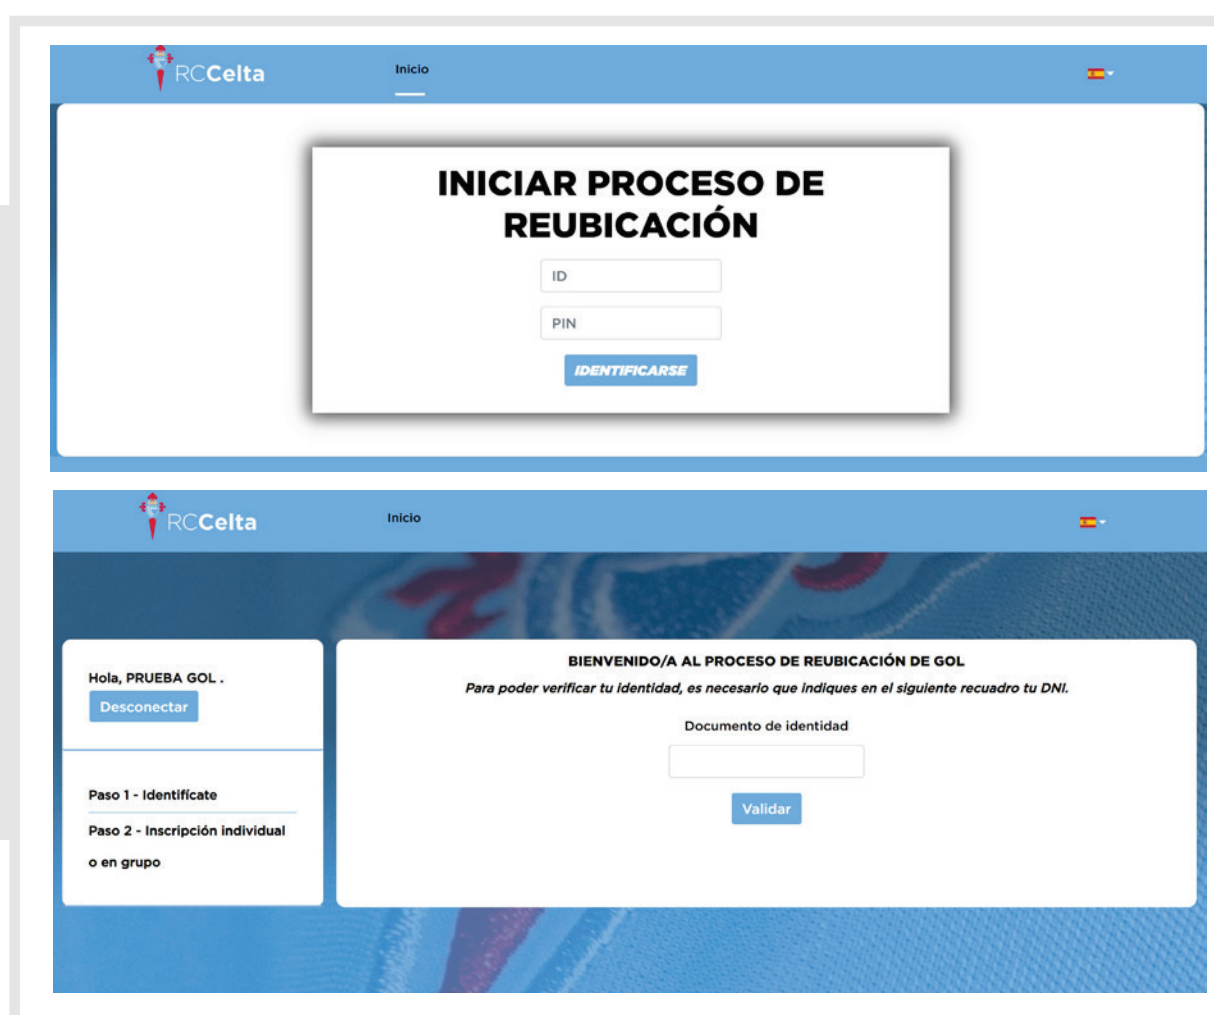 RCCelta
Inicio
INICIAR PROCESO DE
REUBICACIÓN
ID
PIN
IDENTIFICARSE
RCCelta
Inicio
Hola, PRUEBA GOL .
Desconectar
Paso 1 - Identifícate
Paso 2 - Inscripción individual
o en grupo
BIENVENIDO/A AL PROCESO DE REUBICACIÓN DE GOL
Para poder verificar tu identidad, es necesario que indiques en el siguiente recuadro tu DNI.
Documento de identidad
Validar